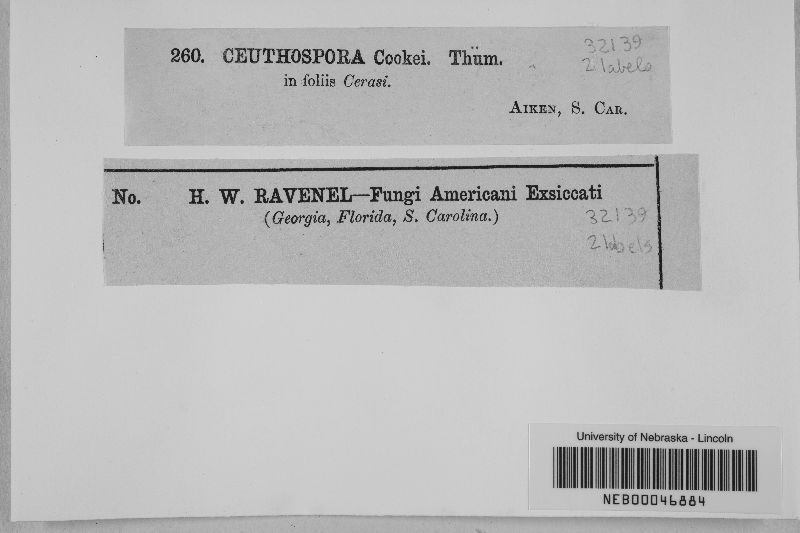 260. CEUTHOSPORA Cookei. Thüm.
in foliis Cerasi.
AIKEN, S. CAR.
32139
2 labels
No. H. W. RAVENEL—Fungi Americani Exsiccati
(Georgia, Florida, S. Carolina.)
32139
2 labels
University of Nebraska - Lincoln
NEB00046884